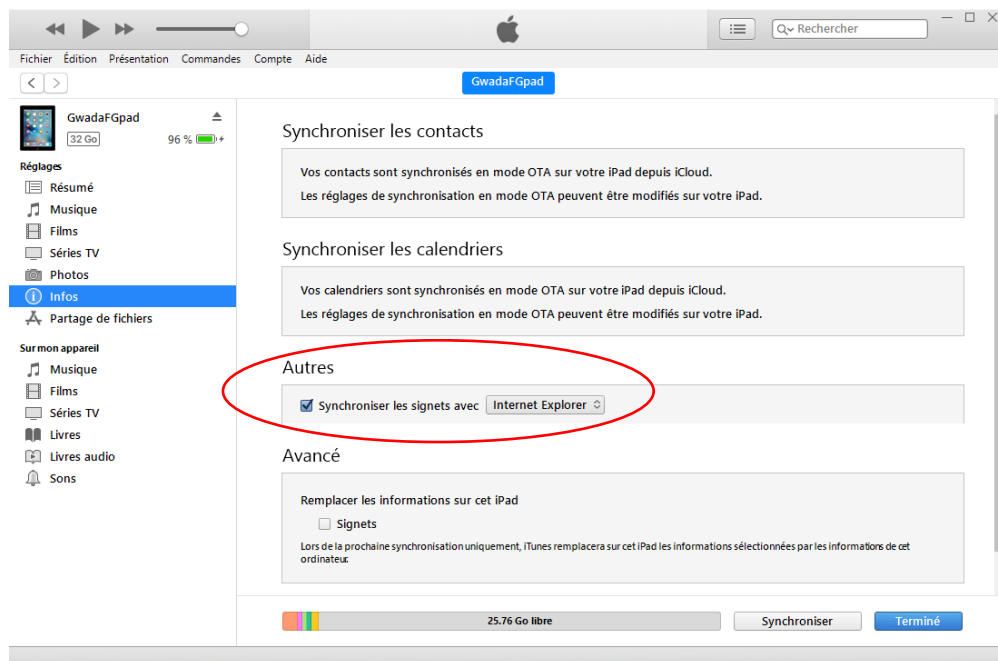 Rechercher
Fichier Édition Présentation Commandes Compte Aide
GwadaFGpad
GwadaFGpad
32 Go 96 %
Réglages
Résumé
Musique
Films
Séries TV
Photos
Infos
Partage de fichiers
Sur mon appareil
Musique
Films
Séries TV
Livres
Livres audio
Sons
Synchroniser les contacts
Vos contacts sont synchronisés en mode OTA sur votre iPad depuis iCloud.
Les réglages de synchronisation en mode OTA peuvent être modifiés sur votre iPad.
Synchroniser les calendriers
Vos calendriers sont synchronisés en mode OTA sur votre iPad depuis iCloud.
Les réglages de synchronisation en mode OTA peuvent être modifiés sur votre iPad.
Autres
Synchroniser les signets avec Internet Explorer
Avancé
Remplacer les informations sur cet iPad
Signets
Lors de la prochaine synchronisation uniquement, iTunes remplacera sur cet iPad les informations sélectionnées par les informations de cet
ordinateur.
25.76 Go libre
Synchroniser
Terminé